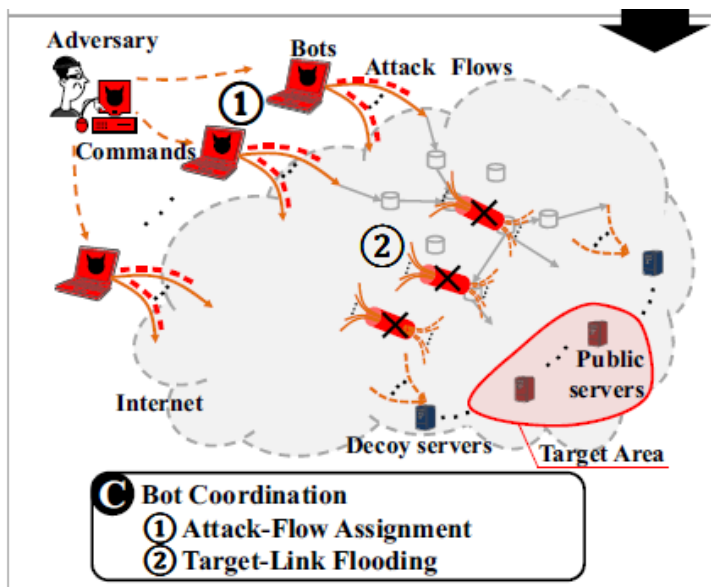 Adversary
Bots
Attack Flows
①
Commands
②
Public
servers
Internet
Decoy servers
Target Area
C Bot Coordination
① Attack-Flow Assignment
② Target-Link Flooding